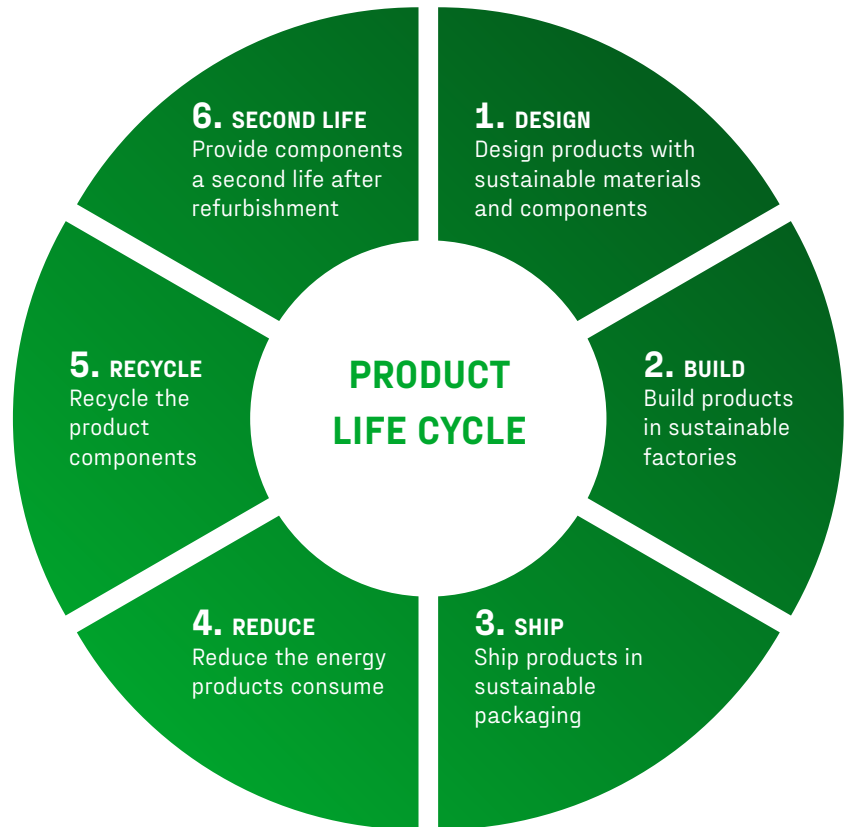 PRODUCT
LIFE CYCLE
1. DESIGN
Design products with
sustainable materials
and components
2. BUILD
Build products
in sustainable
factories
3. SHIP
Ship products in
sustainable
packaging
4. REDUCE
Reduce the energy
products consume
5. RECYCLE
Recycle the
product
components
6. SECOND LIFE
Provide components
a second life after
refurbishment